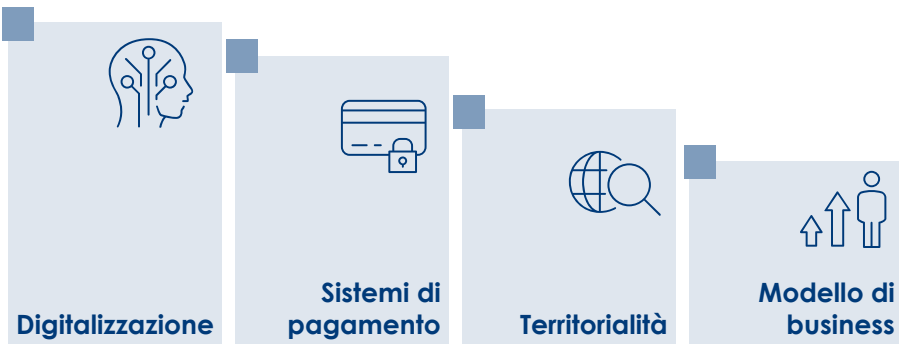 Digitalizzazione
Sistemi di
pagamento
Territorialità
Modello di
business